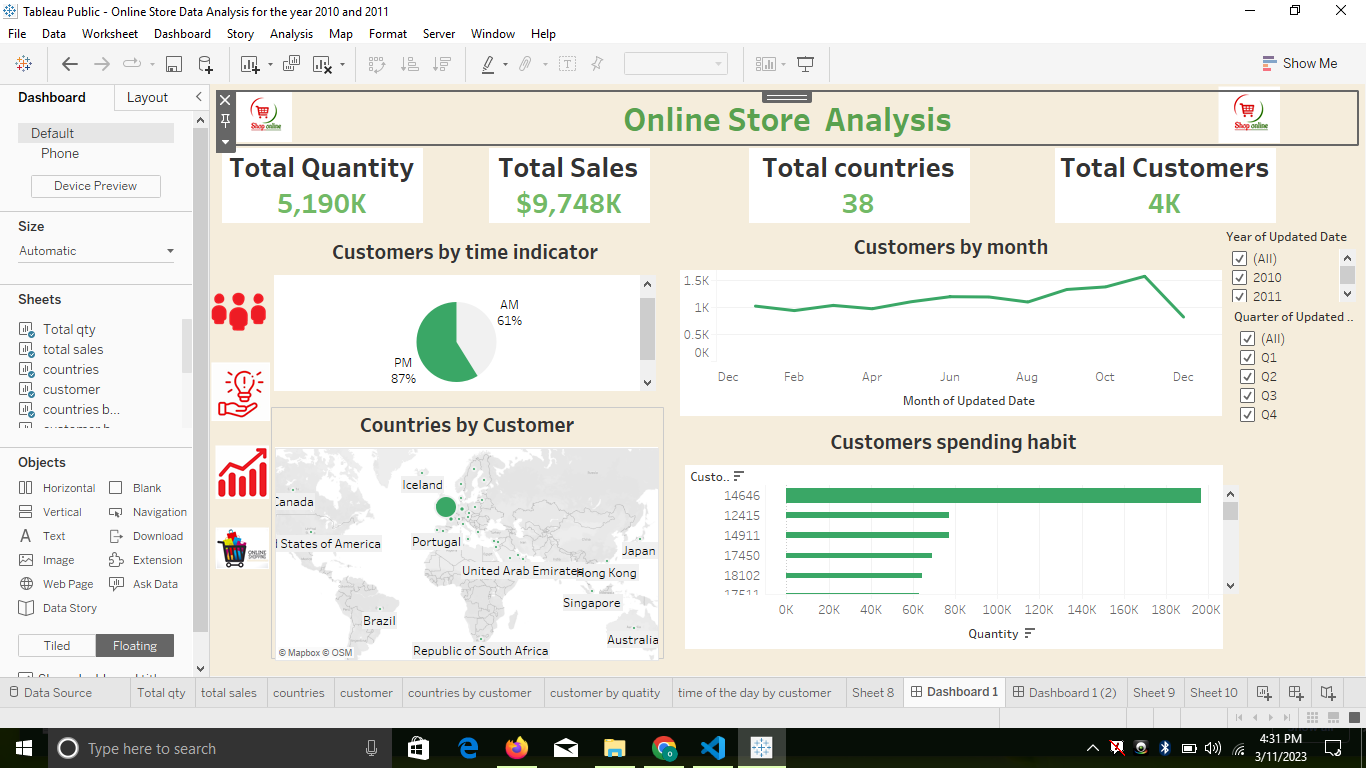 Tableau Public - Online Store Data Analysis for the year 2010 and 2011
File Data Worksheet Dashboard Story Analysis Map Format Server Window Help
Show Me
Dashboard Layout
Default
Phone
Device Preview
Size
Automatic
Sheets
Total qty
total sales
countries
customer
countries b...
Objects
Horizontal Blank
Vertical Navigation
Text Download
Image Extension
Web Page Ask Data
Data Story
Tiled Floating
Shop online
Online Store Analysis
Shop online
Total Quantity
5,190K
Total Sales
$9,748K
Total countries
38
Total Customers
4K
Customers by time indicator
AM
61%
PM
87%
Customers by month
1.5K
1K
0.5K
0K
Dec Feb Apr Jun Aug Oct Dec
Month of Updated Date
Year of Updated Date
(All)
2010
2011
Quarter of Updated ..
(All)
Q1
Q2
Q3
Q4
ONLINE
Countries by Customer
Iceland
Canada
Portugal
I States of America
Japan
United Arab Emirates
Hong Kong
Singapore
Brazil
Australia
Republic of South Africa
© Mapbox © OSM
Customers spending habit
Custo..
14646
12415
14911
17450
18102
17511
0K 20K 40K 60K 80K 100K 120K 140K 160K 180K 200K
Quantity
Data Source Total qty total sales countries customer countries by customer customer by quatity time of the day by customer Sheet 8 Dashboard 1 Dashboard 1 (2) Sheet 9 Sheet 10
Type here to search
4:31 PM
3/11/2023